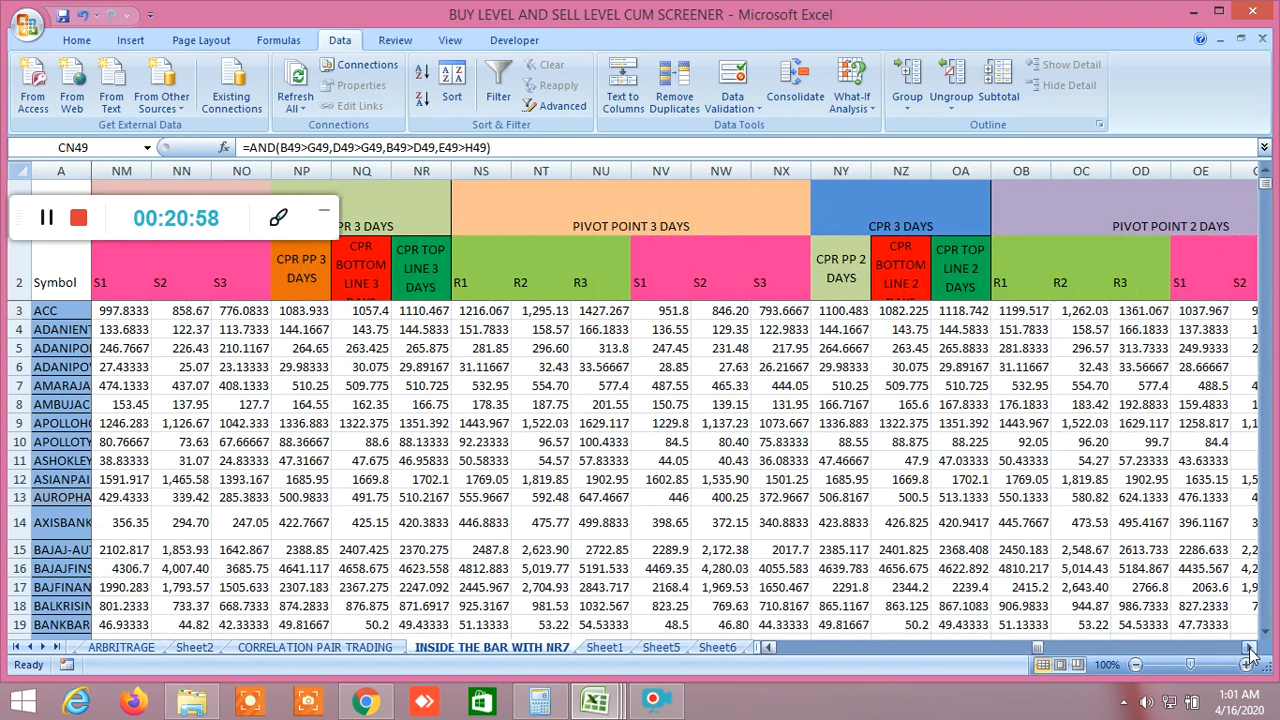 BUY LEVEL AND SELL LEVEL CUM SCREENER - Microsoft Excel
Home Insert Page Layout Formulas Data Review View Developer
From Access From Web From Text From Other Sources Existing Connections Refresh All Connections Properties Edit Links Sort Filter Clear Reapply Advanced Text to Columns Remove Duplicates Data Validation Consolidate What-If Analysis Group Ungroup Subtotal Show Detail Hide Detail
Get External Data Connections Sort & Filter Data Tools Outline
CN49 fx =AND(B49>G49,D49>G49,B49>D49,E49>H49)
A NM NN NO NP NQ NR NS NT NU NV NW NX NY NZ OA OB OC OD OE
00:20:58
PR 3 DAYS PIVOT POINT 3 DAYS CPR 3 DAYS PIVOT POINT 2 DAYS
2 Symbol S1 S2 S3 CPR PP 3 DAYS CPR BOTTOM LINE 3 CPR TOP LINE 3 DAYS R1 R2 R3 S1 S2 S3 CPR PP 2 DAYS CPR BOTTOM LINE 2 CPR TOP LINE 2 DAYS R1 R2 R3 S1 S2
3 ACC 997.8333 858.67 776.0833 1083.933 1057.4 1110.467 1216.067 1,295.13 1427.267 951.8 846.20 793.6667 1100.483 1082.225 1118.742 1199.517 1,262.03 1361.067 1037.967 9
4 ADANIENT 133.6833 122.37 113.7333 144.1667 143.75 144.5833 151.7833 158.57 166.1833 136.55 129.35 122.9833 144.1667 143.75 144.5833 151.7833 158.57 166.1833 137.3833 1
5 ADANIPO 246.7667 226.43 210.1167 264.65 263.425 265.875 281.85 296.60 313.8 247.45 231.48 217.95 264.6667 263.45 265.8833 281.8333 296.57 313.7333 249.9333 2
6 ADANIPO 27.43333 25.07 23.13333 29.98333 30.075 29.89167 31.11667 32.43 33.56667 28.85 27.63 26.21667 29.98333 30.075 29.89167 31.11667 32.43 33.56667 28.66667
7 AMARAJA 474.1333 437.07 408.1333 510.25 509.775 510.725 532.95 554.70 577.4 487.55 465.33 444.05 510.25 509.775 510.725 532.95 554.70 577.4 488.5 4
8 AMBUJAC 153.45 137.95 127.7 164.55 162.35 166.75 178.35 187.75 201.55 150.75 139.15 131.95 166.7167 165.6 167.8333 176.1833 183.42 192.8833 159.4833 1
9 APOLLOHO 1246.283 1,126.67 1042.333 1336.883 1322.375 1351.392 1443.967 1,522.03 1629.117 1229.8 1,137.23 1073.967 1336.883 1322.375 1351.392 1443.967 1,522.03 1629.117 1258.817 1,1
10 APOLLOTY 80.76667 73.63 67.66667 88.36667 88.6 88.13333 92.23333 96.57 100.4333 84.5 80.40 75.83333 88.55 88.875 88.225 92.05 96.20 99.7 84.4
11 ASHOKLEY 38.83333 31.07 24.83333 47.31667 47.675 46.95833 50.58333 54.57 57.83333 44.05 40.43 36.08333 47.46667 47.9 47.03333 50.43333 54.27 57.23333 43.63333
12 ASIANPAI 1591.917 1,465.58 1393.167 1685.95 1669.8 1702.1 1769.05 1,819.85 1902.95 1602.85 1,535.90 1501.25 1685.95 1669.8 1702.1 1769.05 1,819.85 1902.95 1635.15 1,5
13 AUROPHA 429.4333 339.42 285.3833 500.9833 491.75 510.2167 555.9667 592.48 647.4667 446 400.25 372.9667 506.8167 500.5 513.1333 550.1333 580.82 624.1333 476.1333 4
14 AXISBANK 356.35 294.70 247.05 422.7667 425.15 420.3833 446.8833 475.77 499.8833 398.65 372.15 340.8833 423.8833 426.825 420.9417 445.7667 473.53 495.4167 396.1167 3
15 BAJAJ-AUT 2102.817 1,853.93 1642.867 2388.85 2407.425 2370.275 2487.8 2,623.90 2722.85 2289.9 2,172.38 2017.7 2385.117 2401.825 2368.408 2450.183 2,548.67 2613.733 2286.633 2,2
16 BAJAJFINS 4306.7 4,007.40 3685.75 4641.117 4658.675 4623.558 4812.883 5,019.77 5191.533 4469.35 4,280.03 4055.583 4639.783 4656.675 4622.892 4810.217 5,014.43 5184.867 4435.567 4,2
17 BAJFINAN 1990.283 1,793.57 1505.633 2307.183 2367.275 2247.092 2445.967 2,704.93 2843.717 2168.4 1,969.53 1650.467 2291.8 2344.2 2239.4 2415.2 2,643.40 2766.8 2063.6 1,9
18 BALKRISIN 801.2333 733.37 668.7333 874.2833 876.875 871.6917 925.3167 981.53 1032.567 823.25 769.63 710.8167 865.1167 863.125 867.1083 906.9833 944.87 986.7333 827.2333 7
19 BANKBAR 46.93333 44.82 42.33333 49.81667 50.2 49.43333 51.13333 53.22 54.53333 48.5 46.80 44.33333 49.81667 50.2 49.43333 51.13333 53.22 54.53333 47.73333
ARBITRAGE Sheet2 CORRELATION PAIR TRADING INSIDE THE BAR WITH NR7 Sheet1 Sheet5 Sheet6
Ready 100%
1:01 AM
4/16/2020